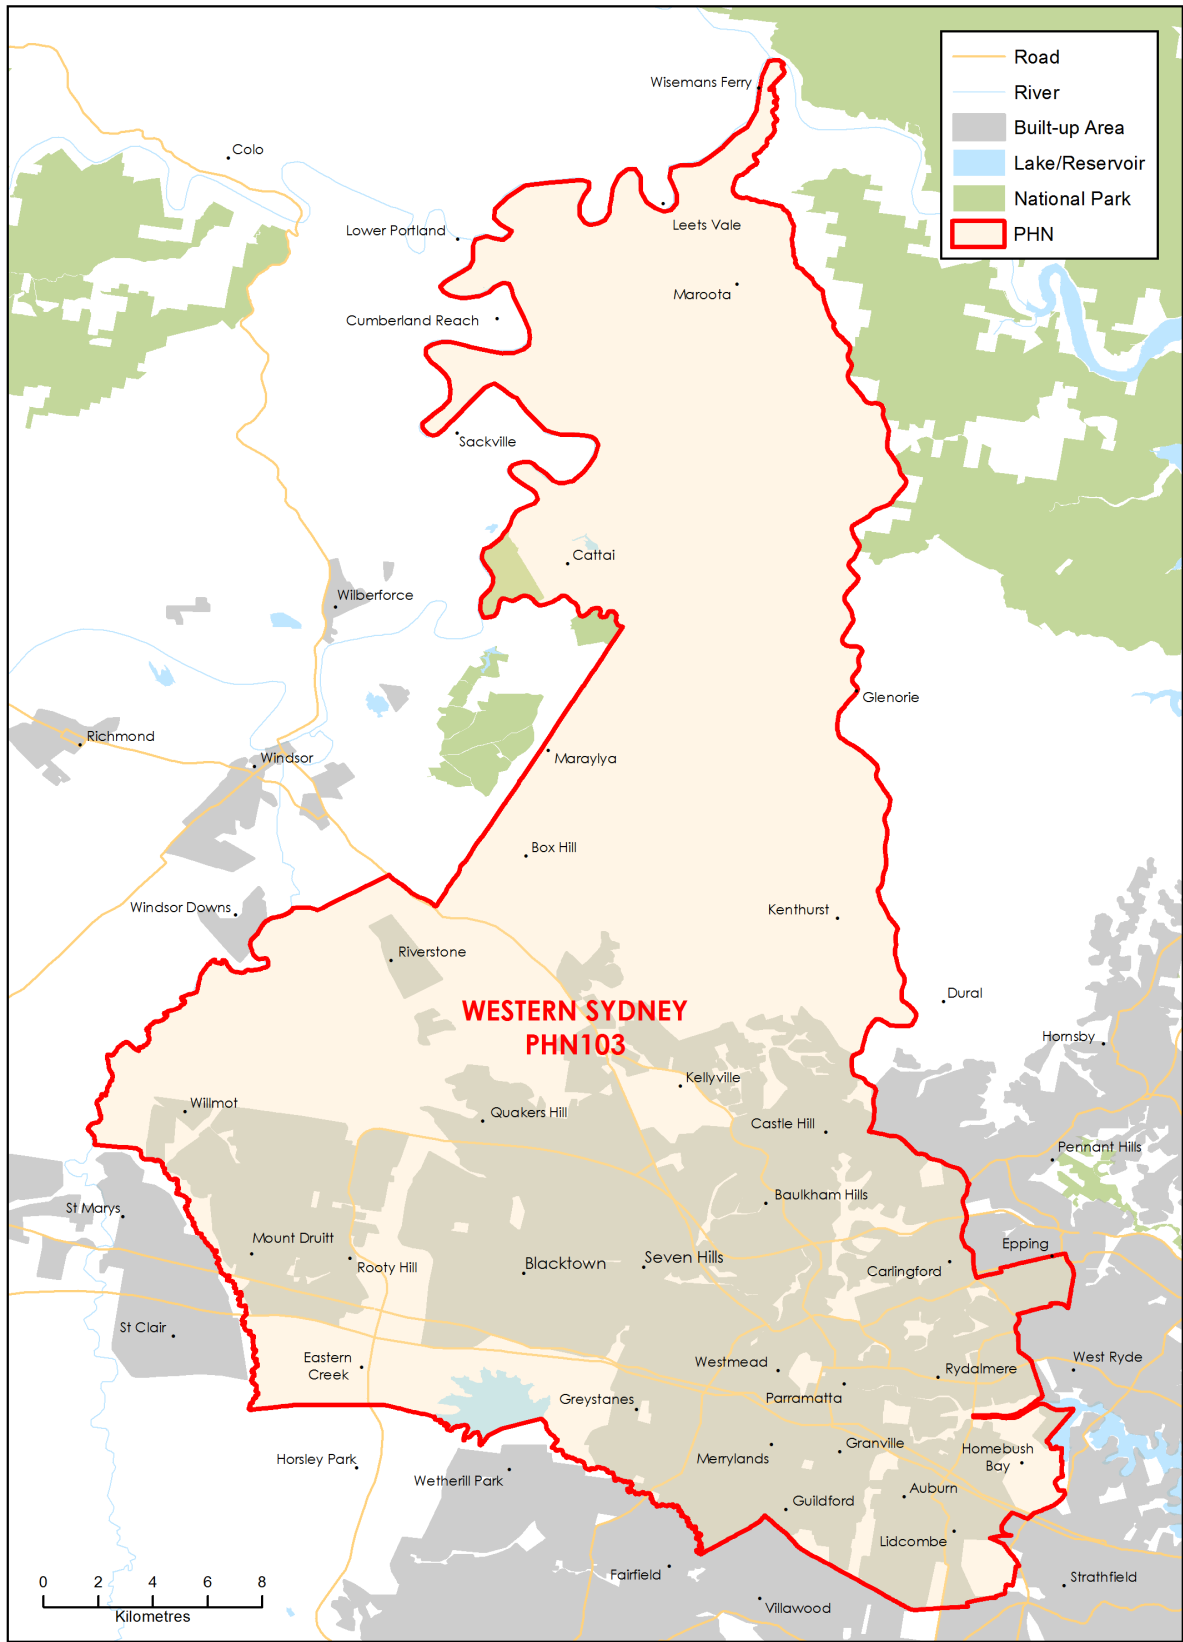 Road
River
Built-up Area
Lake/Reservoir
National Park
PHN
Wisemans Ferry
Colo
Leets Vale
Lower Portland
Maroota
Cumberland Reach
Sackville
Cattai
Wilberforce
Glenorie
Richmond
Windsor
Maraylya
Box Hill
Windsor Downs
Kenthurst
Riverstone
Dural
WESTERN SYDNEY
PHN103
Hornsby
Kellyville
Willmot
Quakers Hill
Castle Hill
Pennant Hills
Baulkham Hills
St Marys
Mount Druitt
Epping
Rooty Hill
Blacktown
Seven Hills
Carlingford
St Clair
Eastern
Creek
Westmead
Rydalmere
West Ryde
Parramatta
Greystanes
Horsley Park
Wetherill Park
Merrylands
Granville
Homebush
Bay
Guildford
Auburn
Lidcombe
Fairfield
Villawood
Strathfield
0 2 4 6 8
Kilometres